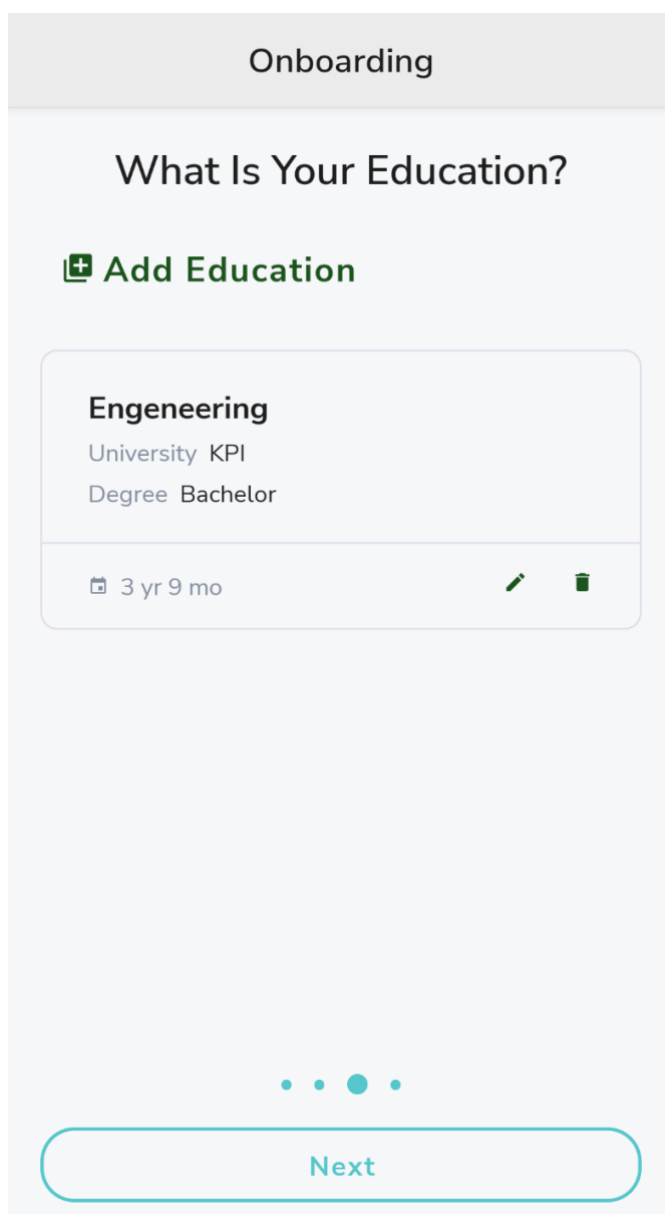 Onboarding
What Is Your Education?
Add Education
Engeneering
University KPI
Degree Bachelor
3 yr 9 mo
Next